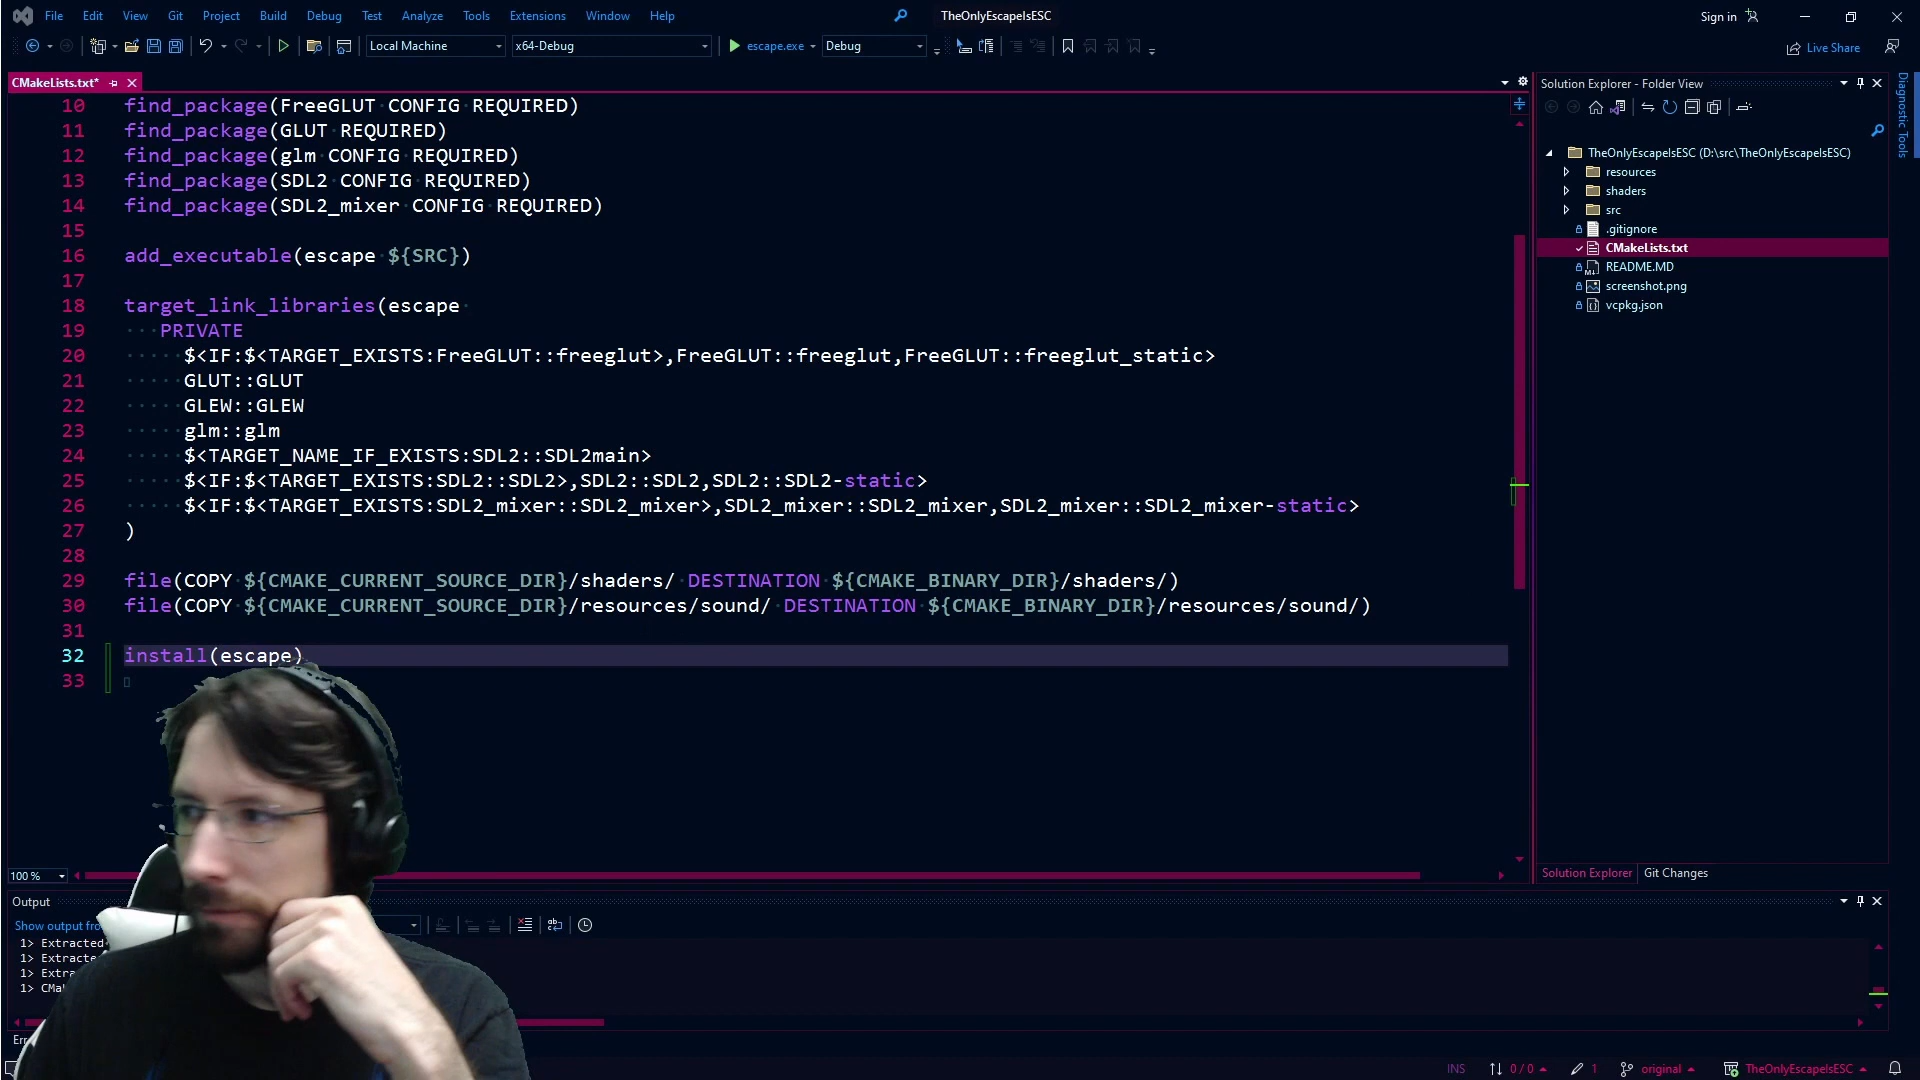 File Edit View Git Project Build Debug Test Analyze Tools Extensions Window Help TheOnlyEscapeIsESC Sign in
Local Machine x64-Debug escape.exe Debug Live Share
CMakeLists.txt*
10 find_package(FreeGLUT CONFIG REQUIRED)
11 find_package(GLUT REQUIRED)
12 find_package(glm CONFIG REQUIRED)
13 find_package(SDL2 CONFIG REQUIRED)
14 find_package(SDL2_mixer CONFIG REQUIRED)
15
16 add_executable(escape ${SRC})
17
18 target_link_libraries(escape
19 PRIVATE
20 $<IF:$<TARGET_EXISTS:FreeGLUT::freeglut>,FreeGLUT::freeglut,FreeGLUT::freeglut_static>
21 GLUT::GLUT
22 GLEW::GLEW
23 glm::glm
24 $<TARGET_NAME_IF_EXISTS:SDL2::SDL2main>
25 $<IF:$<TARGET_EXISTS:SDL2::SDL2>,SDL2::SDL2,SDL2::SDL2-static>
26 $<IF:$<TARGET_EXISTS:SDL2_mixer::SDL2_mixer>,SDL2_mixer::SDL2_mixer,SDL2_mixer::SDL2_mixer-static>
27 )
28
29 file(COPY ${CMAKE_CURRENT_SOURCE_DIR}/shaders/ DESTINATION ${CMAKE_BINARY_DIR}/shaders/)
30 file(COPY ${CMAKE_CURRENT_SOURCE_DIR}/resources/sound/ DESTINATION ${CMAKE_BINARY_DIR}/resources/sound/)
31
32 install(escape)
33
100 %
Solution Explorer - Folder View
TheOnlyEscapeIsESC (D:\src\TheOnlyEscapeIsESC)
resources
shaders
src
.gitignore
CMakeLists.txt
README.MD
screenshot.png
vcpkg.json
Solution Explorer Git Changes
Diagnostic Tools
Output
Show output
1> Extracted
1>
1>
1>
INS 0 / 0 1 original TheOnlyEscapeIsESC